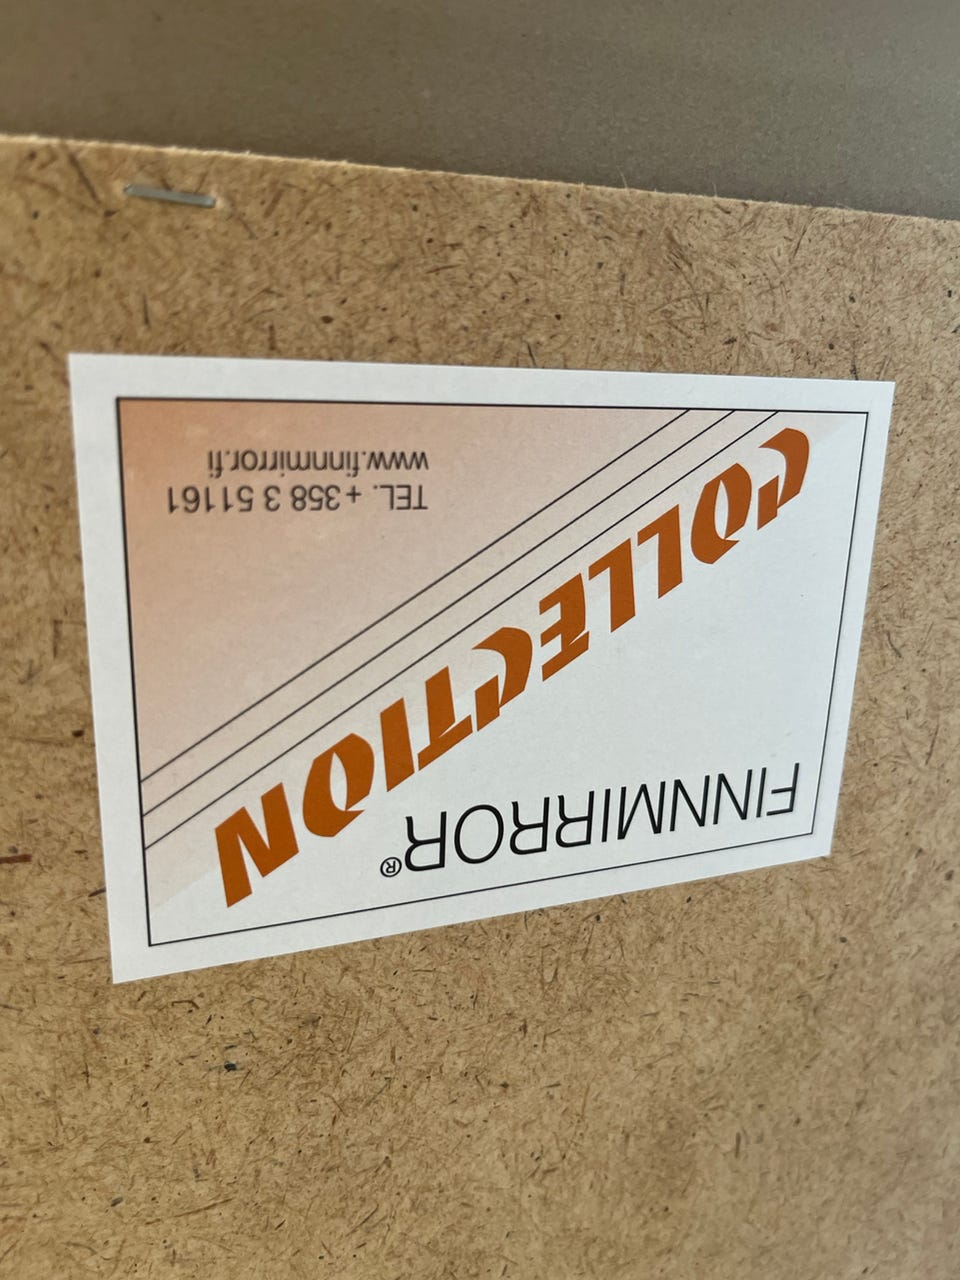 FINNMIRROR®
COLLECTION
TEL. + 358 3 51161
www.finnmirror.fi